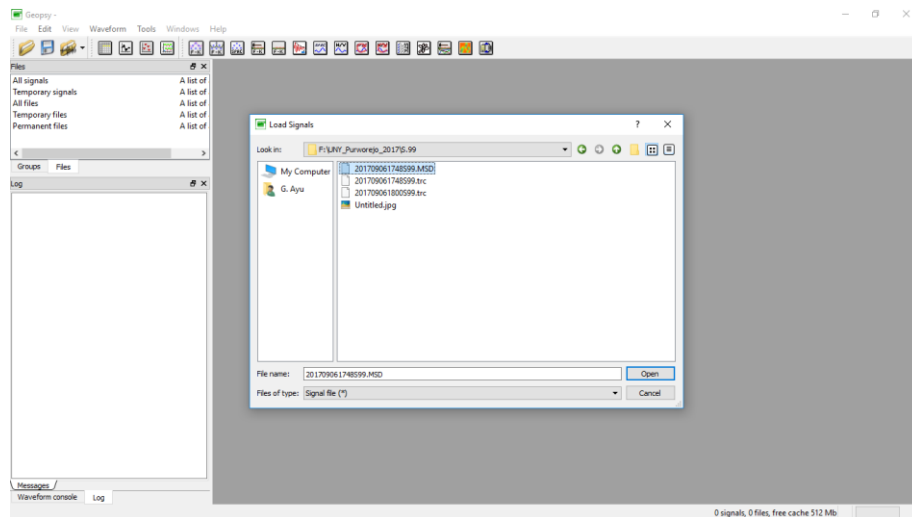 Geopsy -
File Edit View Waveform Tools Windows Help
Files
All signals A list of
Temporary signals A list of
All files A list of
Temporary files A list of
Permanent files A list of
Groups Files
Log
Load Signals
Look in: F:\UNY_Purworejo_2017\S.99
My Computer
G. Ayu
201709061748S99.MSD
201709061748S99.trc
201709061800S99.trc
Untitled.jpg
File name: 201709061748S99.MSD Open
Files of type: Signal file (*) Cancel
Messages
Waveform console Log
0 signals, 0 files, free cache 512 Mb